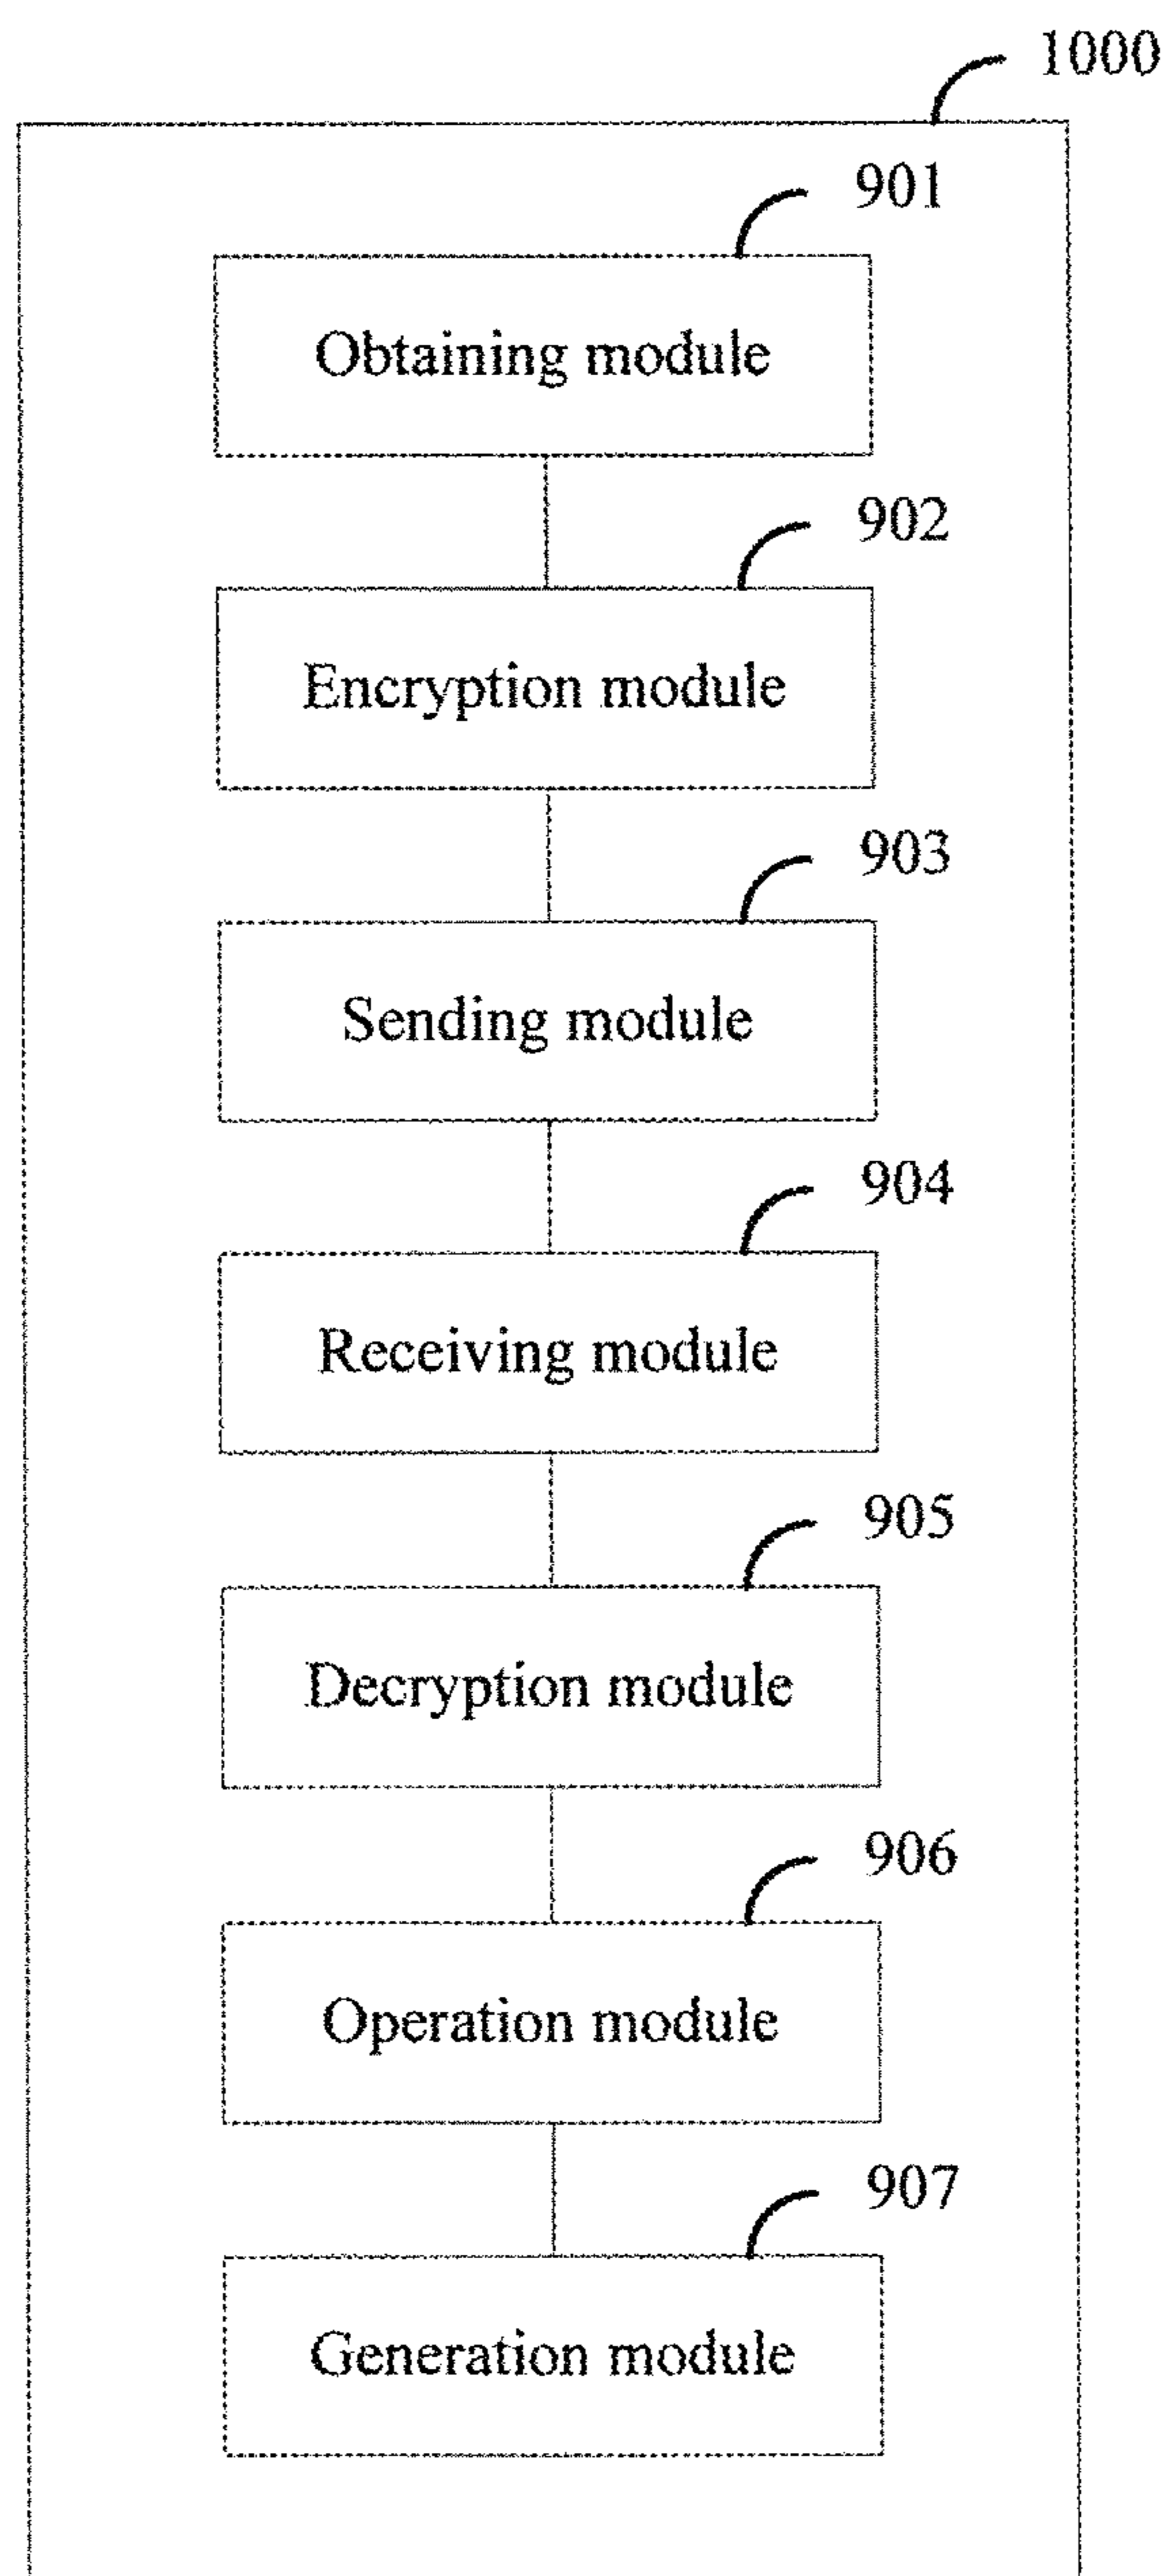 1000
901
Obtaining module
902
Encryption module
903
Sending module
904
Receiving module
905
Decryption module
906
Operation module
907
Generation module